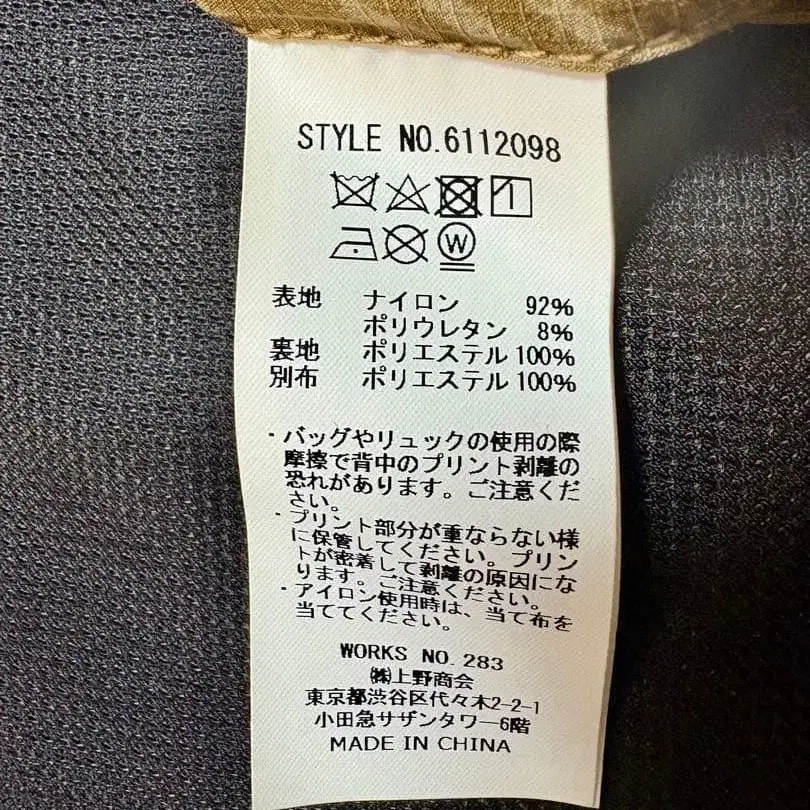 STYLE NO.6112098
W
表地 ナイロン 92%
ポリウレタン 8%
裏地 ポリエステル 100%
別布 ポリエステル 100%
・バッグやリュックの使用の際
摩擦で背中のプリント剥離の
恐れがあります。ご注意くだ
さい。
・プリント部分が重ならない様
に保管してください。プリン
トが密着して剥離の原因にな
ります。ご注意ください。
・アイロン使用時は、当て布を
当ててください。
WORKS NO. 283
㈱上野商会
東京都渋谷区代々木2-2-1
小田急サザンタワー6階
MADE IN CHINA